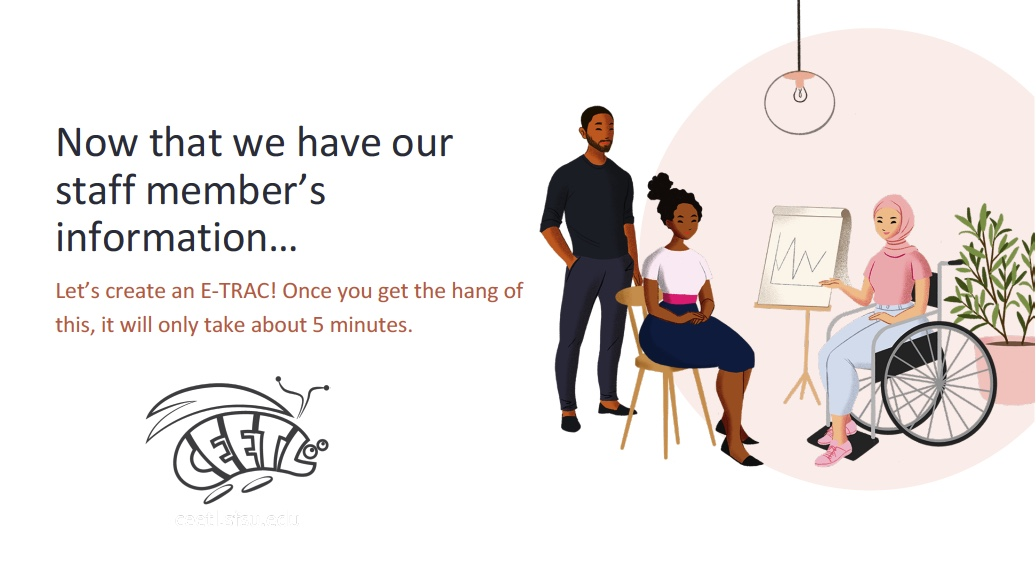 Now that we have our
staff member’s
information…
Let’s create an E-TRAC! Once you get the hang of
this, it will only take about 5 minutes.
CEETL